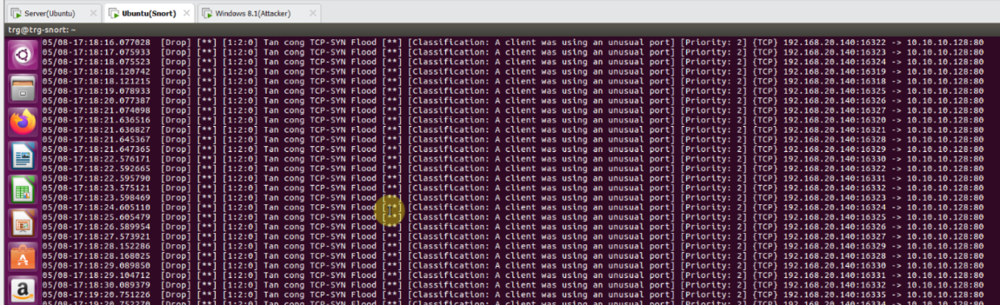 Server(Ubuntu) Ubuntu(Snort) Windows 8.1(Attacker)
trg@trg-snort: ~
05/08-17:18:16.077028 [Drop] [**] [1:2:0] Tan cong TCP-SYN Flood [**] [Classification: A client was using an unusual port] [Priority: 2] {TCP} 192.168.20.140:16322 -> 10.10.10.128:80
05/08-17:18:17.075933 [Drop] [**] [1:2:0] Tan cong TCP-SYN Flood [**] [Classification: A client was using an unusual port] [Priority: 2] {TCP} 192.168.20.140:16323 -> 10.10.10.128:80
05/08-17:18:18.075523 [Drop] [**] [1:2:0] Tan cong TCP-SYN Flood [**] [Classification: A client was using an unusual port] [Priority: 2] {TCP} 192.168.20.140:16324 -> 10.10.10.128:80
05/08-17:18:18.120742 [Drop] [**] [1:2:0] Tan cong TCP-SYN Flood [**] [Classification: A client was using an unusual port] [Priority: 2] {TCP} 192.168.20.140:16319 -> 10.10.10.128:80
05/08-17:18:18.121215 [Drop] [**] [1:2:0] Tan cong TCP-SYN Flood [**] [Classification: A client was using an unusual port] [Priority: 2] {TCP} 192.168.20.140:16318 -> 10.10.10.128:80
05/08-17:18:19.078933 [Drop] [**] [1:2:0] Tan cong TCP-SYN Flood [**] [Classification: A client was using an unusual port] [Priority: 2] {TCP} 192.168.20.140:16325 -> 10.10.10.128:80
05/08-17:18:20.077387 [Drop] [**] [1:2:0] Tan cong TCP-SYN Flood [**] [Classification: A client was using an unusual port] [Priority: 2] {TCP} 192.168.20.140:16326 -> 10.10.10.128:80
05/08-17:18:21.074098 [Drop] [**] [1:2:0] Tan cong TCP-SYN Flood [**] [Classification: A client was using an unusual port] [Priority: 2] {TCP} 192.168.20.140:16327 -> 10.10.10.128:80
05/08-17:18:21.636516 [Drop] [**] [1:2:0] Tan cong TCP-SYN Flood [**] [Classification: A client was using an unusual port] [Priority: 2] {TCP} 192.168.20.140:16320 -> 10.10.10.128:80
05/08-17:18:21.636827 [Drop] [**] [1:2:0] Tan cong TCP-SYN Flood [**] [Classification: A client was using an unusual port] [Priority: 2] {TCP} 192.168.20.140:16321 -> 10.10.10.128:80
05/08-17:18:21.645367 [Drop] [**] [1:2:0] Tan cong TCP-SYN Flood [**] [Classification: A client was using an unusual port] [Priority: 2] {TCP} 192.168.20.140:16328 -> 10.10.10.128:80
05/08-17:18:21.647365 [Drop] [**] [1:2:0] Tan cong TCP-SYN Flood [**] [Classification: A client was using an unusual port] [Priority: 2] {TCP} 192.168.20.140:16329 -> 10.10.10.128:80
05/08-17:18:22.576171 [Drop] [**] [1:2:0] Tan cong TCP-SYN Flood [**] [Classification: A client was using an unusual port] [Priority: 2] {TCP} 192.168.20.140:16330 -> 10.10.10.128:80
05/08-17:18:22.592665 [Drop] [**] [1:2:0] Tan cong TCP-SYN Flood [**] [Classification: A client was using an unusual port] [Priority: 2] {TCP} 192.168.20.140:16322 -> 10.10.10.128:80
05/08-17:18:22.595790 [Drop] [**] [1:2:0] Tan cong TCP-SYN Flood [**] [Classification: A client was using an unusual port] [Priority: 2] {TCP} 192.168.20.140:16331 -> 10.10.10.128:80
05/08-17:18:23.575121 [Drop] [**] [1:2:0] Tan cong TCP-SYN Flood [**] [Classification: A client was using an unusual port] [Priority: 2] {TCP} 192.168.20.140:16332 -> 10.10.10.128:80
05/08-17:18:23.598469 [Drop] [**] [1:2:0] Tan cong TCP-SYN Flood [**] [Classification: A client was using an unusual port] [Priority: 2] {TCP} 192.168.20.140:16323 -> 10.10.10.128:80
05/08-17:18:24.605110 [Drop] [**] [1:2:0] Tan cong TCP-SYN Flood [**] [Classification: A client was using an unusual port] [Priority: 2] {TCP} 192.168.20.140:16324 -> 10.10.10.128:80
05/08-17:18:25.605479 [Drop] [**] [1:2:0] Tan cong TCP-SYN Flood [**] [Classification: A client was using an unusual port] [Priority: 2] {TCP} 192.168.20.140:16325 -> 10.10.10.128:80
05/08-17:18:26.589954 [Drop] [**] [1:2:0] Tan cong TCP-SYN Flood [**] [Classification: A client was using an unusual port] [Priority: 2] {TCP} 192.168.20.140:16326 -> 10.10.10.128:80
05/08-17:18:27.573921 [Drop] [**] [1:2:0] Tan cong TCP-SYN Flood [**] [Classification: A client was using an unusual port] [Priority: 2] {TCP} 192.168.20.140:16327 -> 10.10.10.128:80
05/08-17:18:28.152286 [Drop] [**] [1:2:0] Tan cong TCP-SYN Flood [**] [Classification: A client was using an unusual port] [Priority: 2] {TCP} 192.168.20.140:16329 -> 10.10.10.128:80
05/08-17:18:28.168025 [Drop] [**] [1:2:0] Tan cong TCP-SYN Flood [**] [Classification: A client was using an unusual port] [Priority: 2] {TCP} 192.168.20.140:16328 -> 10.10.10.128:80
05/08-17:18:29.089850 [Drop] [**] [1:2:0] Tan cong TCP-SYN Flood [**] [Classification: A client was using an unusual port] [Priority: 2] {TCP} 192.168.20.140:16330 -> 10.10.10.128:80
05/08-17:18:29.104712 [Drop] [**] [1:2:0] Tan cong TCP-SYN Flood [**] [Classification: A client was using an unusual port] [Priority: 2] {TCP} 192.168.20.140:16331 -> 10.10.10.128:80
05/08-17:18:30.089379 [Drop] [**] [1:2:0] Tan cong TCP-SYN Flood [**] [Classification: A client was using an unusual port] [Priority: 2] {TCP} 192.168.20.140:16332 -> 10.10.10.128:80
05/08-17:19:20.751226 [Drop] [**] [1:2:0] Tan cong TCP-SYN Flood [**] [Classification: A client was using an unusual port] [Priority: 2] {TCP} 192.168.20.140:16335 -> 10.10.10.128:80
05/08-17:19:20.752270 [Drop] [**] [1:2:0] Tan cong TCP-SYN Flood [**] [Classification: A client was using an unusual port] [Priority: 2] {TCP} 192.168.20.140:16334 -> 10.10.10.128:80